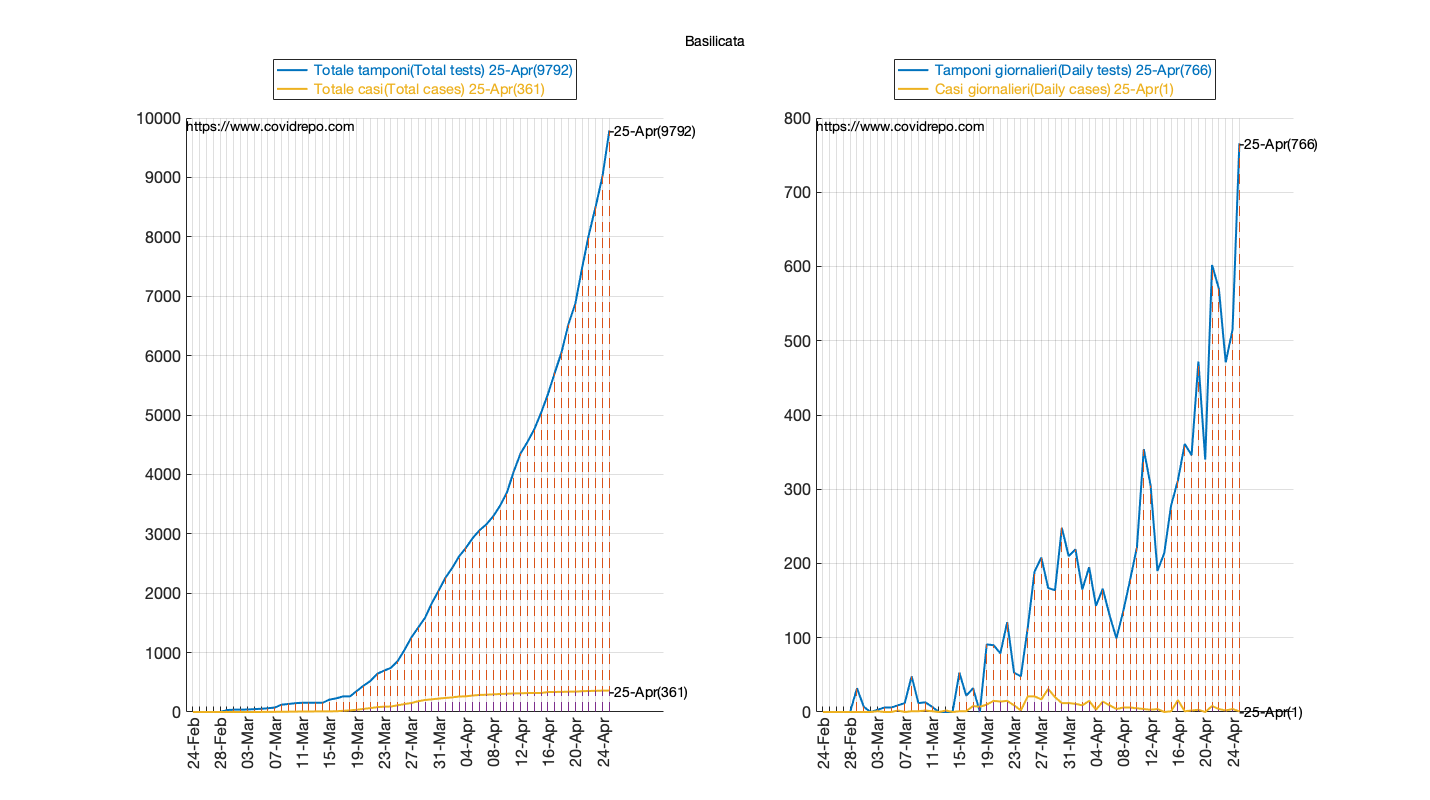 Basilicata
Totale tamponi(Total tests) 25-Apr(9792)
Totale casi(Total cases) 25-Apr(361)
https://www.covidrepo.com
25-Apr(9792)
25-Apr(361)
10000
9000
8000
7000
6000
5000
4000
3000
2000
1000
0
24-Feb
28-Feb
03-Mar
07-Mar
11-Mar
15-Mar
19-Mar
23-Mar
27-Mar
31-Mar
04-Apr
08-Apr
12-Apr
16-Apr
20-Apr
24-Apr
Tamponi giornalieri(Daily tests) 25-Apr(766)
Casi giornalieri(Daily cases) 25-Apr(1)
https://www.covidrepo.com
25-Apr(766)
25-Apr(1)
800
700
600
500
400
300
200
100
0
24-Feb
28-Feb
03-Mar
07-Mar
11-Mar
15-Mar
19-Mar
23-Mar
27-Mar
31-Mar
04-Apr
08-Apr
12-Apr
16-Apr
20-Apr
24-Apr